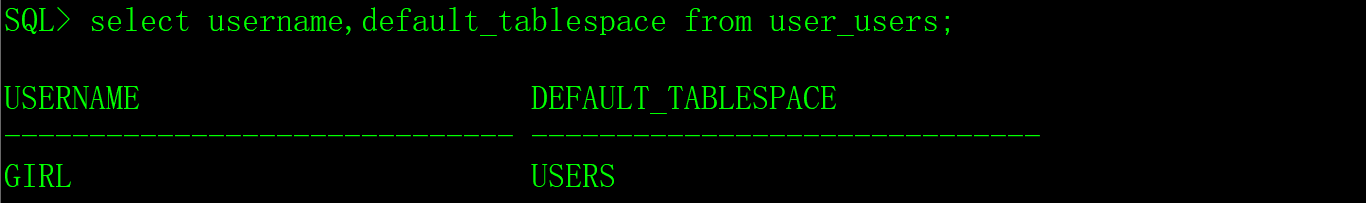 SQL> select username,default_tablespace from user_users;
USERNAME                       DEFAULT_TABLESPACE
------------------------------ ------------------------------
GIRL                           USERS